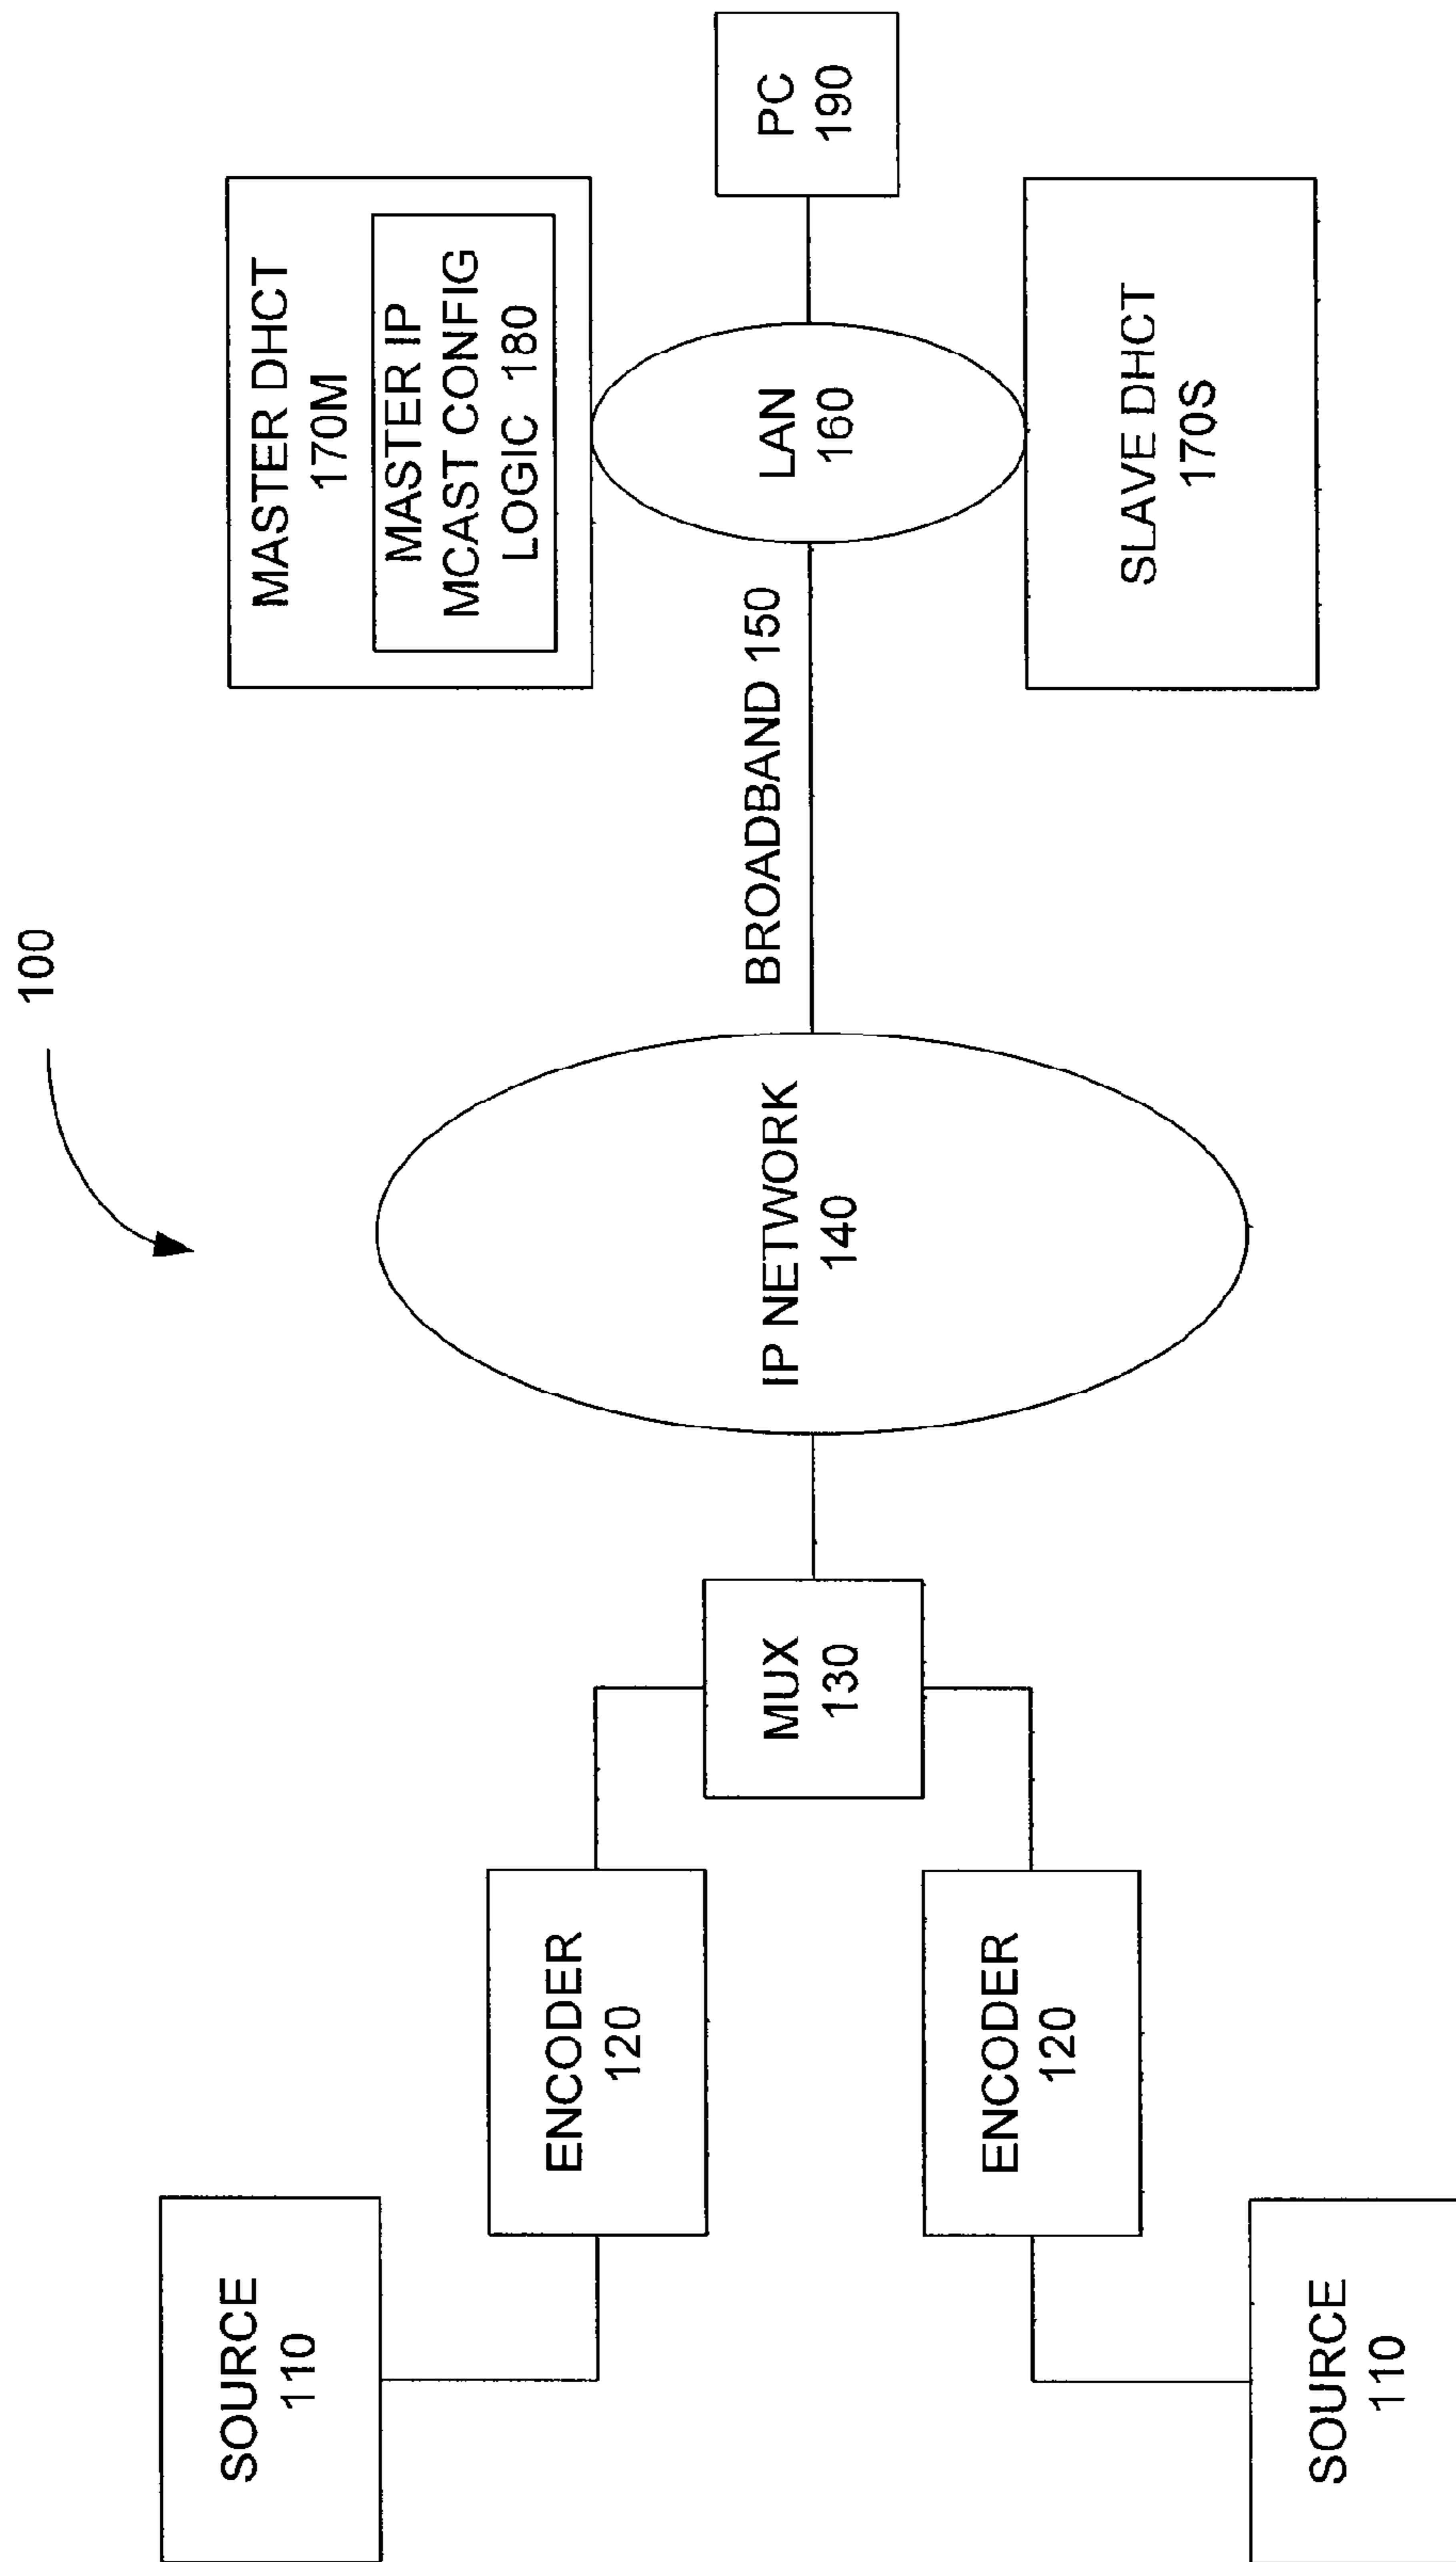 100
SOURCE
110
ENCODER
120
MUX
130
ENCODER
120
SOURCE
110
IP NETWORK
140
BROADBAND 150
MASTER DHCT
170M
MASTER IP
MCAST CONFIG
LOGIC 180
LAN
160
PC
190
SLAVE DHCT
170S